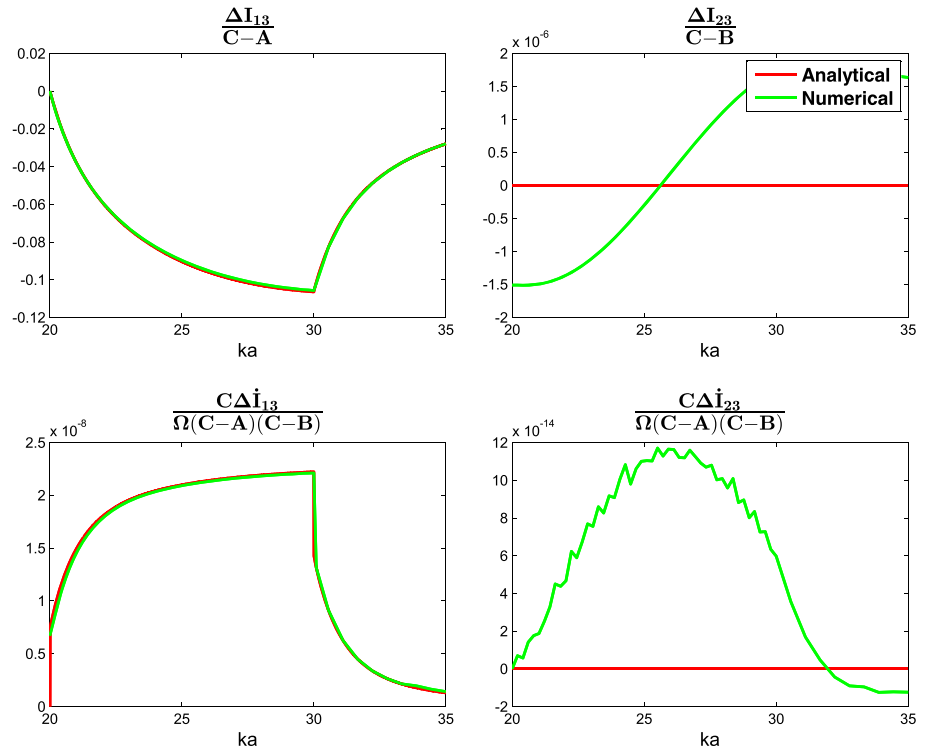 ΔI₁₃
C−A
0.02
0
-0.02
-0.04
-0.06
-0.08
-0.1
-0.12
20 25 30 35
ka
ΔI₂₃
C−B
x 10⁻⁶
2
1.5
1
0.5
0
-0.5
-1
-1.5
-2
20 25 30 35
ka
Analytical
Numerical
CΔİ₁₃
Ω(C−A)(C−B)
x 10⁻⁸
2.5
2
1.5
1
0.5
0
20 25 30 35
ka
CΔİ₂₃
Ω(C−A)(C−B)
x 10⁻¹⁴
12
10
8
6
4
12
0
-2
20 25 30 35
ka